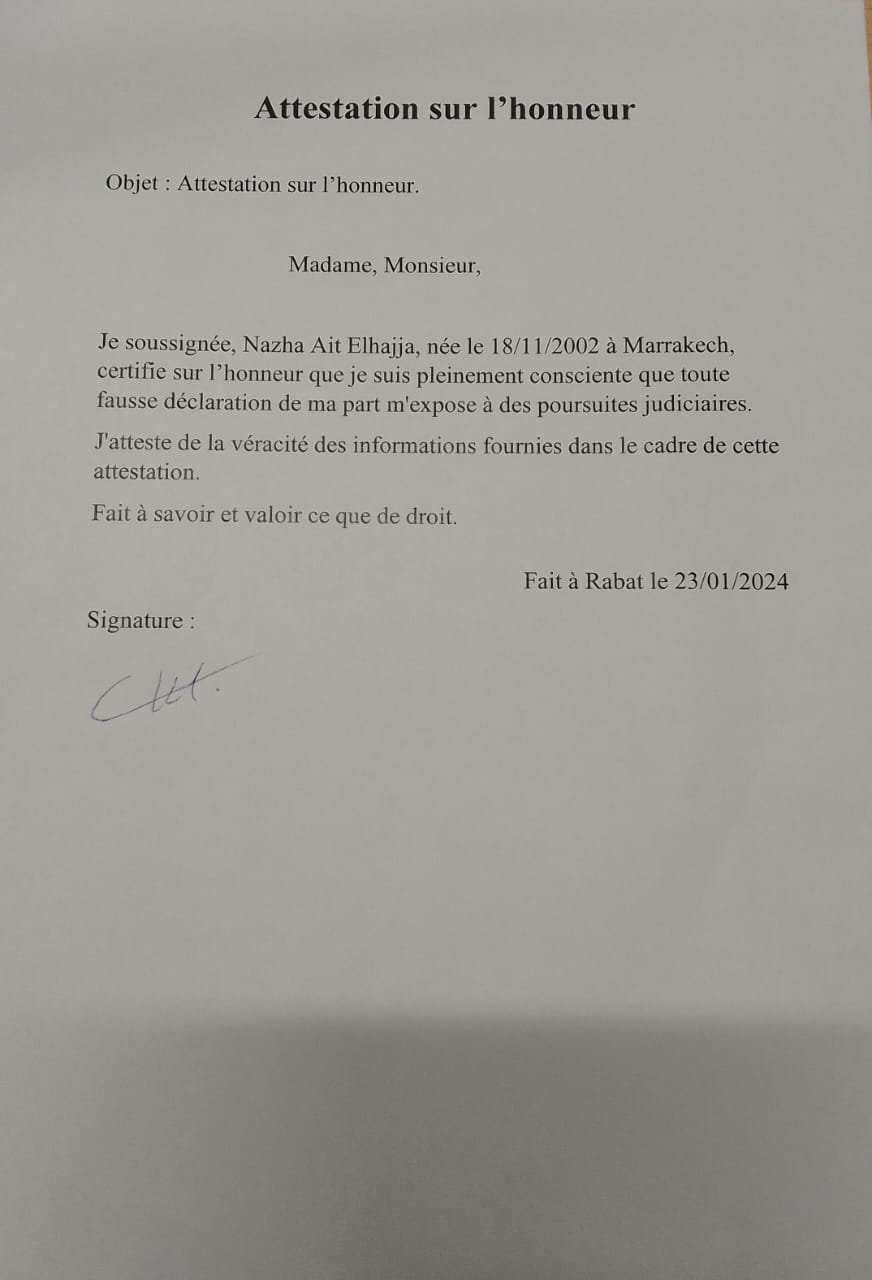 Attestation sur l’honneur
Objet : Attestation sur l’honneur.
Madame, Monsieur,
Je soussignée, Nazha Ait Elhajja, née le 18/11/2002 à Marrakech,
certifie sur l’honneur que je suis pleinement consciente que toute
fausse déclaration de ma part m'expose à des poursuites judiciaires.
J'atteste de la véracité des informations fournies dans le cadre de cette
attestation.
Fait à savoir et valoir ce que de droit.
Fait à Rabat le 23/01/2024
Signature :